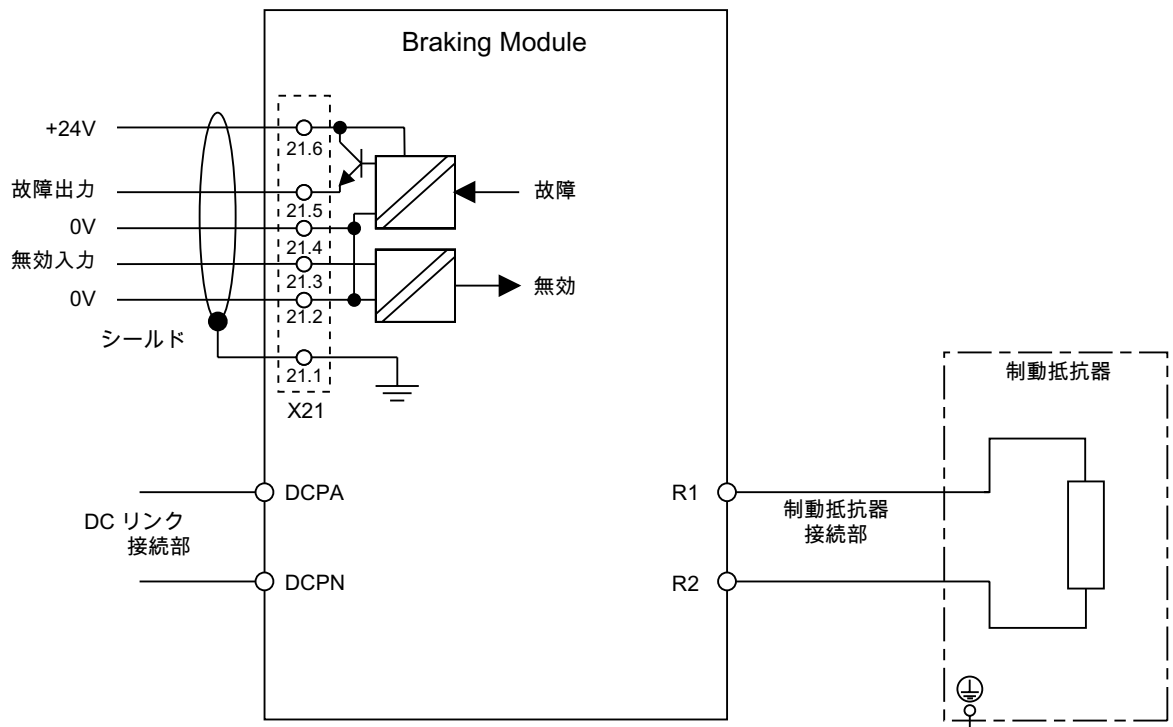 Braking Module
+24V
21.6
故障出力
故障
21.5
0V
21.4
無効入力
21.3
無効
0V
21.2
シールド
21.1
X21
制動抵抗器
DCPA
R1
制動抵抗器
接続部
DC リンク
接続部
DCPN
R2